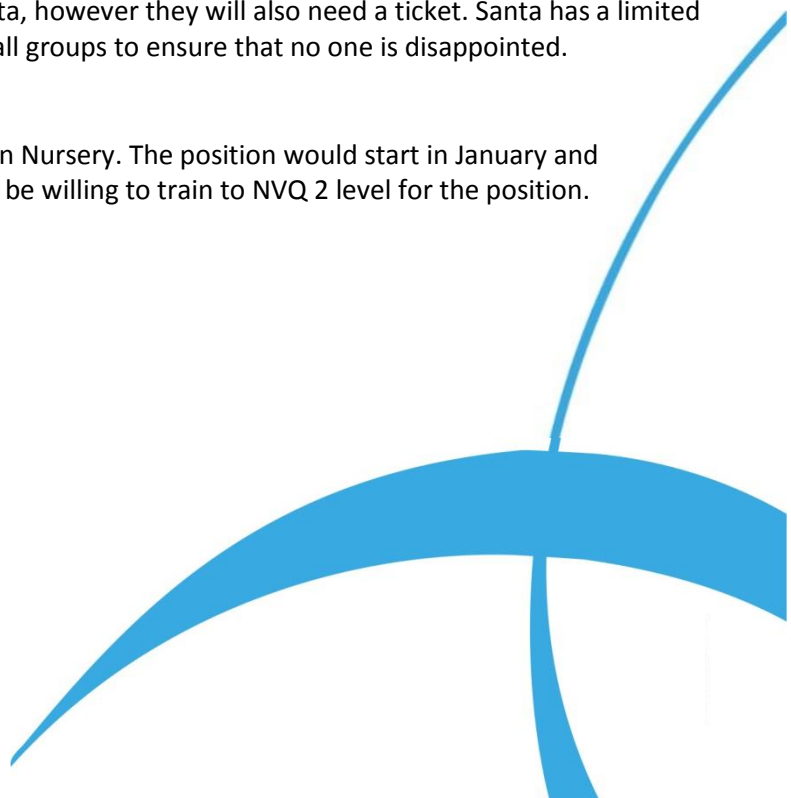 ta, however they will also need a ticket. Santa has a limited
all groups to ensure that no one is disappointed.
n Nursery. The position would start in January and
be willing to train to NVQ 2 level for the position.